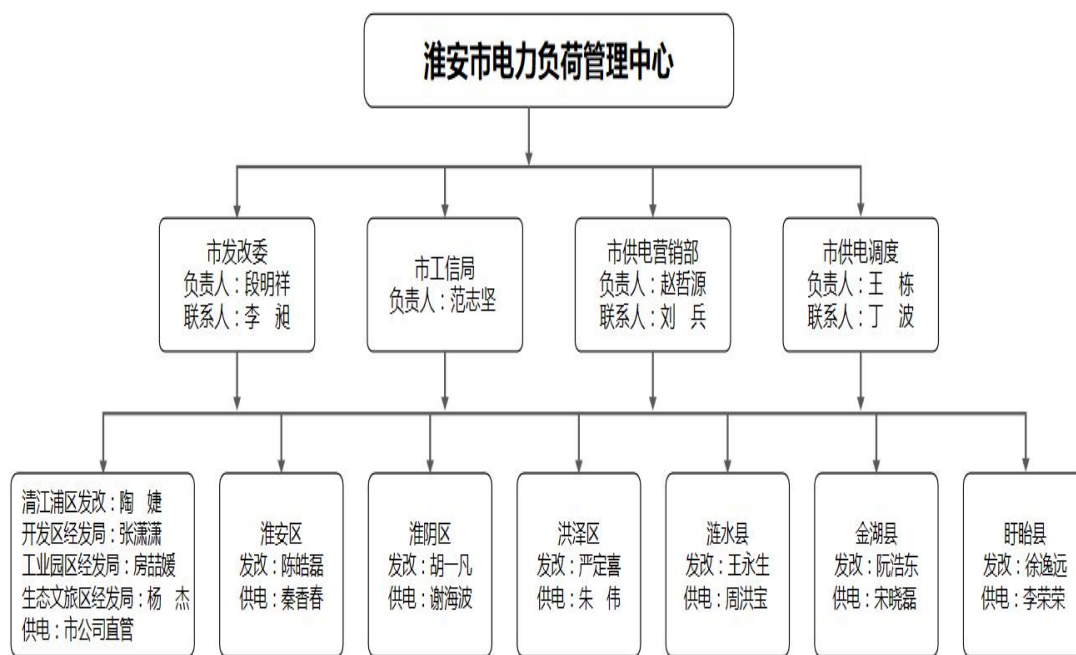 淮安市电力负荷管理中心
市发改委
负责人：段明祥
联系人：李　昶
市工信局
负责人：范志坚
市供电营销部
负责人：赵哲源
联系人：刘　兵
市供电调度
负责人：王　栋
联系人：丁　波
清江浦区发改：陶　婕
开发区经发局：张潇潇
工业园区经发局：房喆媛
生态文旅区经发局：杨　杰
供电：市公司直管
淮安区
发改：陈皓磊
供电：秦香春
淮阴区
发改：胡一凡
供电：谢海波
洪泽区
发改：严定喜
供电：朱　伟
涟水县
发改：王永生
供电：周洪宝
金湖县
发改：阮浩东
供电：宋晓磊
盱眙县
发改：徐逸远
供电：李荣荣